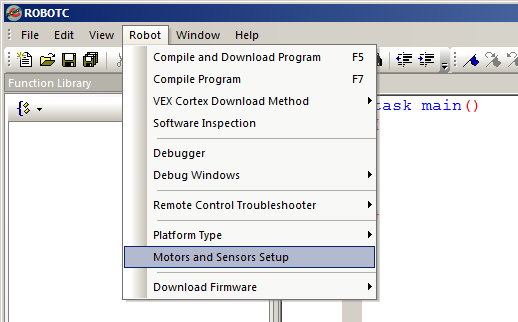 ROBOTC
File Edit View Robot Window Help
Function Library
Compile and Download Program F5
Compile Program F7
VEX Cortex Download Method
Software Inspection
Debugger
Debug Windows
Remote Control Troubleshooter
Platform Type
Motors and Sensors Setup
Download Firmware
task main()